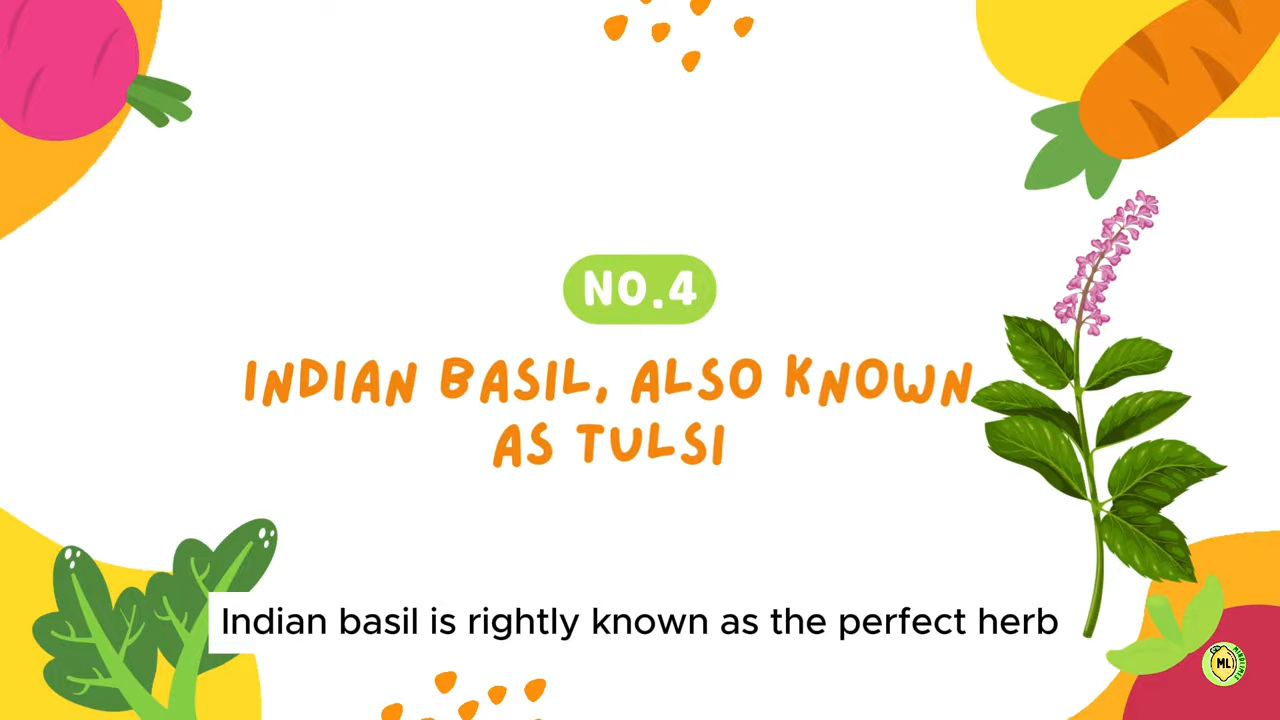 NO.4
INDIAN BASIL, ALSO KNOWN
AS TULSI
Indian basil is rightly known as the perfect herb
ML